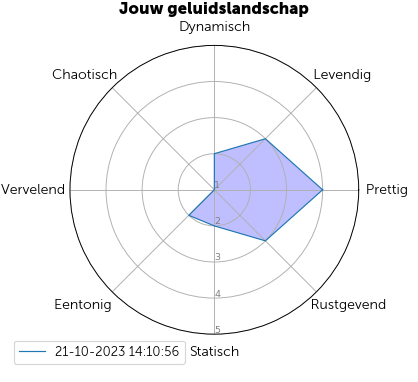 Jouw geluidslandschap
Dynamisch
Chaotisch
Levendig
Vervelend
1
Prettig
2
3
4
Eentonig
Rustgevend
5
21-10-2023 14:10:56
Statisch